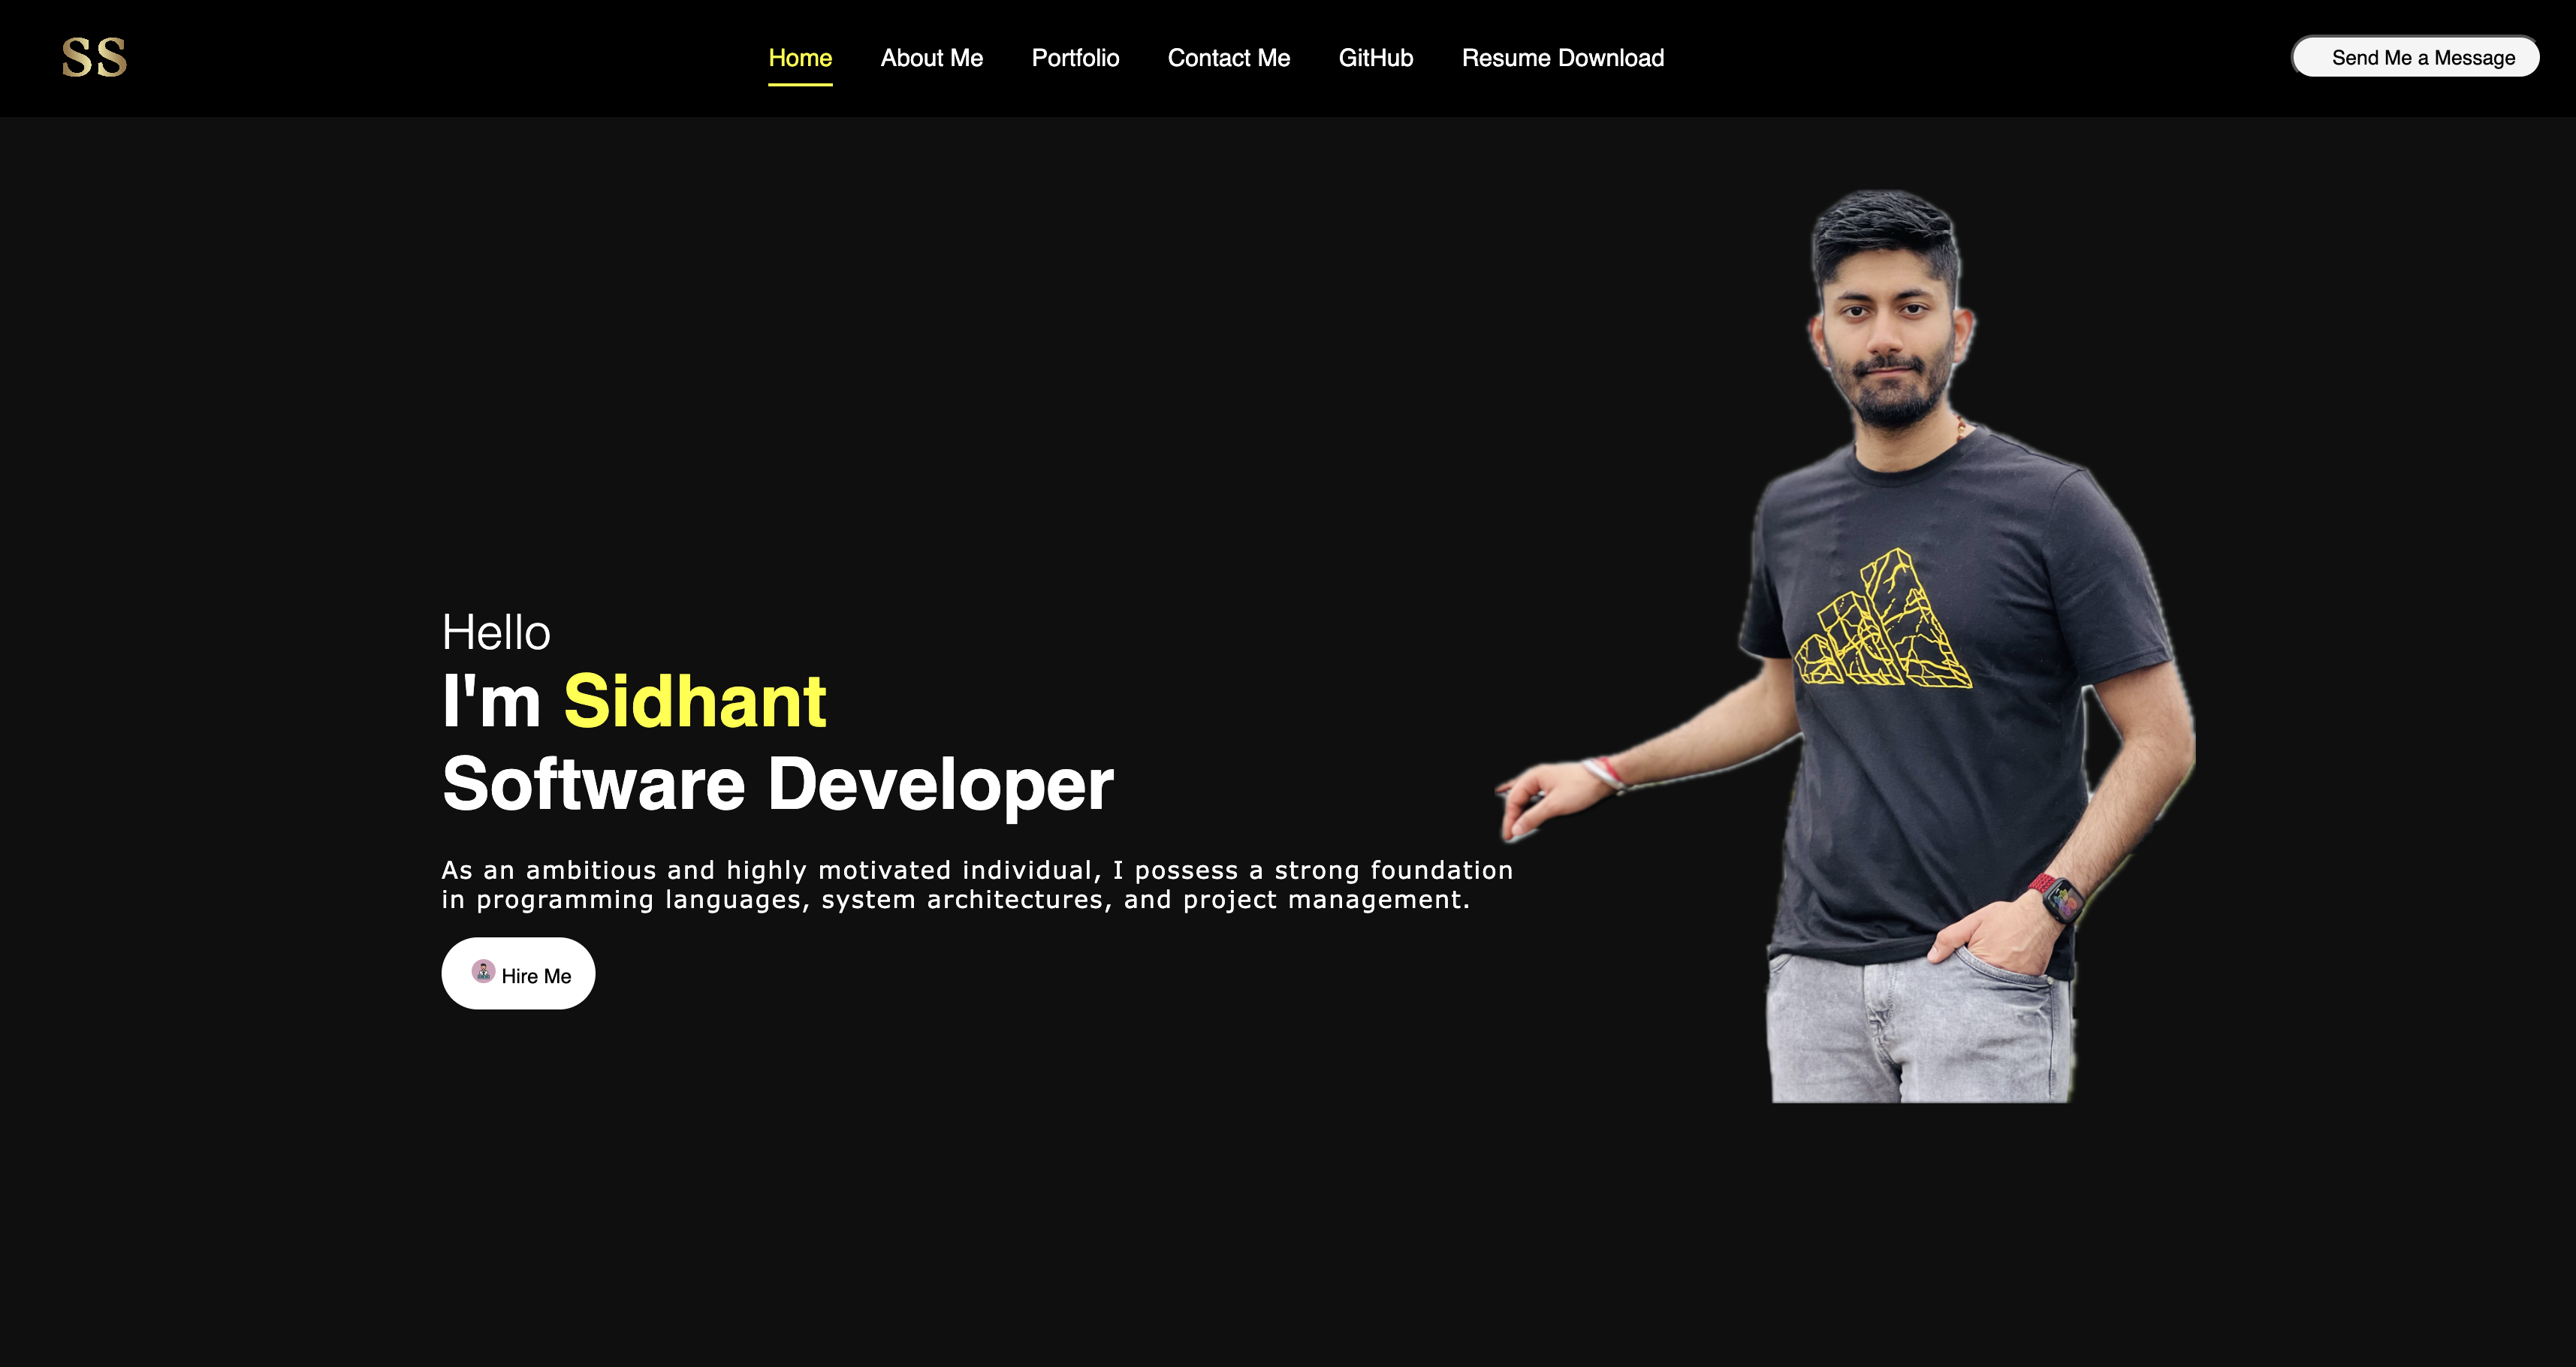 SS
Home About Me Portfolio Contact Me GitHub Resume Download
Send Me a Message
Hello
I'm Sidhant
Software Developer
As an ambitious and highly motivated individual, I possess a strong foundation
in programming languages, system architectures, and project management.
Hire Me